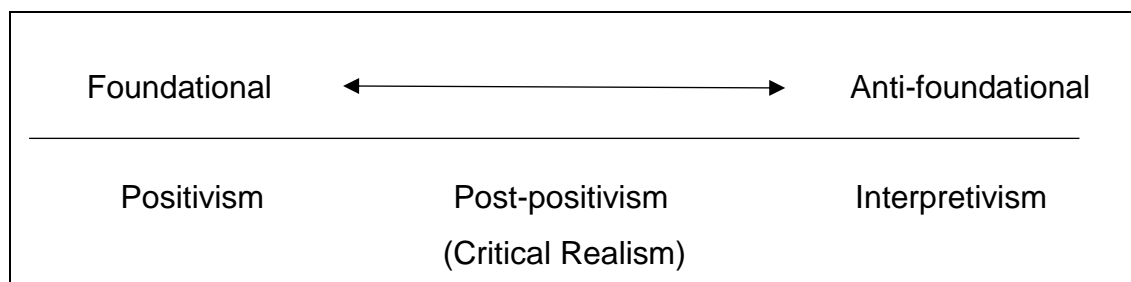 Foundational Anti-foundational
Positivism Post-positivism Interpretivism
(Critical Realism)